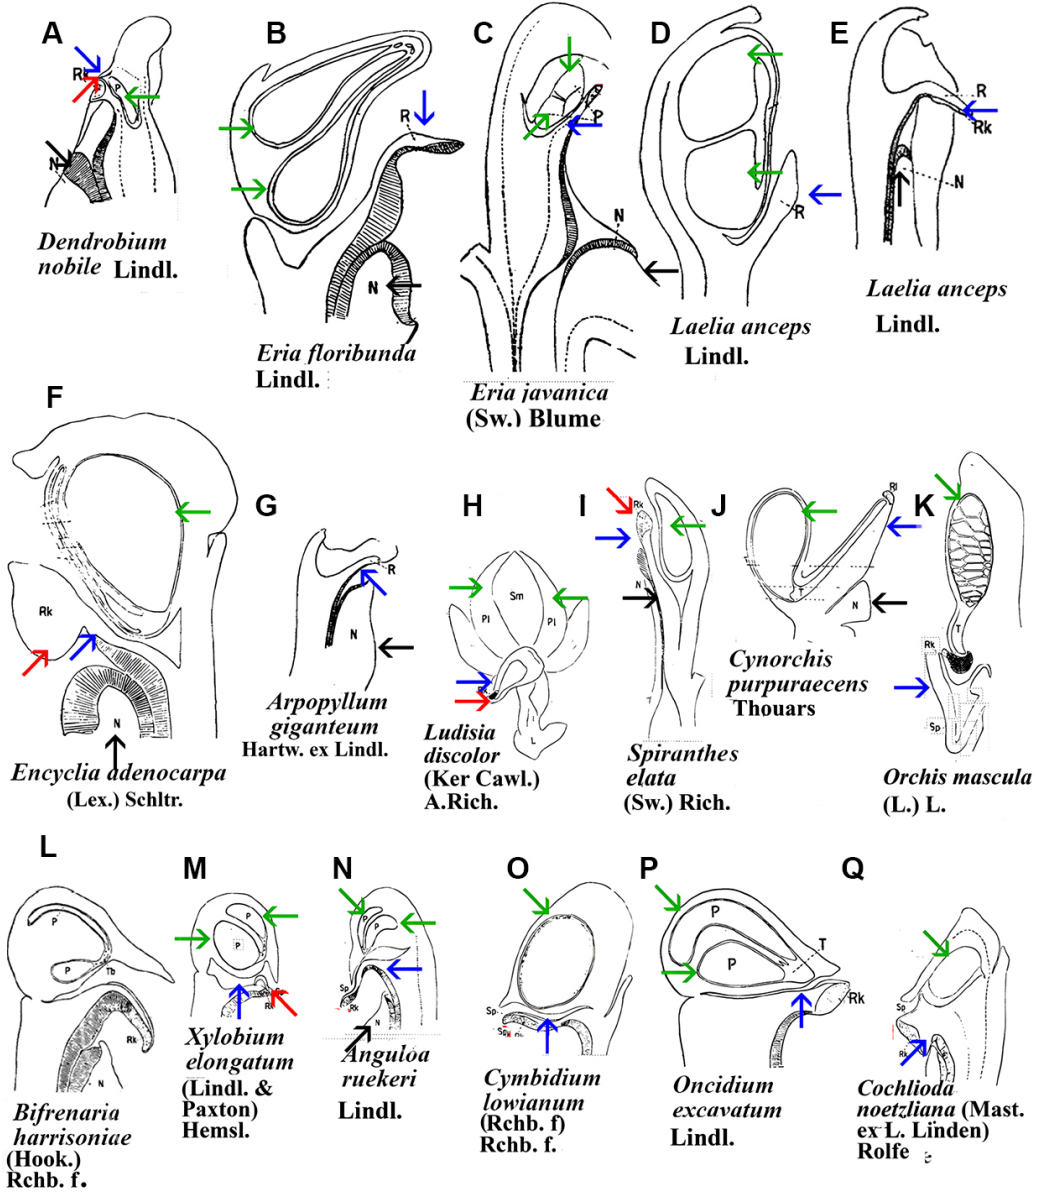 A
B
C
D
E
Rk
P
N
Dendrobium
nobile Lindl.
R
N
Eria floribunda
Lindl.
P
N
Eria javanica
(Sw.) Blume
R
Laelia anceps
Lindl.
R
Rk
N
Laelia anceps
Lindl.
F
G
H
I
J
K
Rk
N
Encyclia adenocarpa
(Lex.) Schltr.
R
N
Arpopyllum
giganteum
Hartw. ex Lindl.
Sm
Pl
Pl
L
Ludisia
discolor
(Ker Cawl.)
A.Rich.
Rk
N
Spiranthes
elata
(Sw.) Rich.
Rl
T
N
Cynorchis
purpuraecens
Thouars
T
Rk
Sp
Orchis mascula
(L.) L.
L
M
N
O
P
Q
P
P
Tb
Rk
N
Bifrenaria
harrisoniae
(Hook.)
Rchb. f.
P
P
Rk
Xylobium
elongatum
(Lindl. &
Paxton)
Hemsl.
P
P
Sp
Rk
N
Anguloa
ruekeri
Lindl.
Sp
Cymbidium
lowianum
(Rchb. f)
Rchb. f.
P
P
T
Rk
Oncidium
excavatum
Lindl.
Sp
Rk
Cochlioda
noetzliana (Mast.
ex L. Linden)
Rolfe